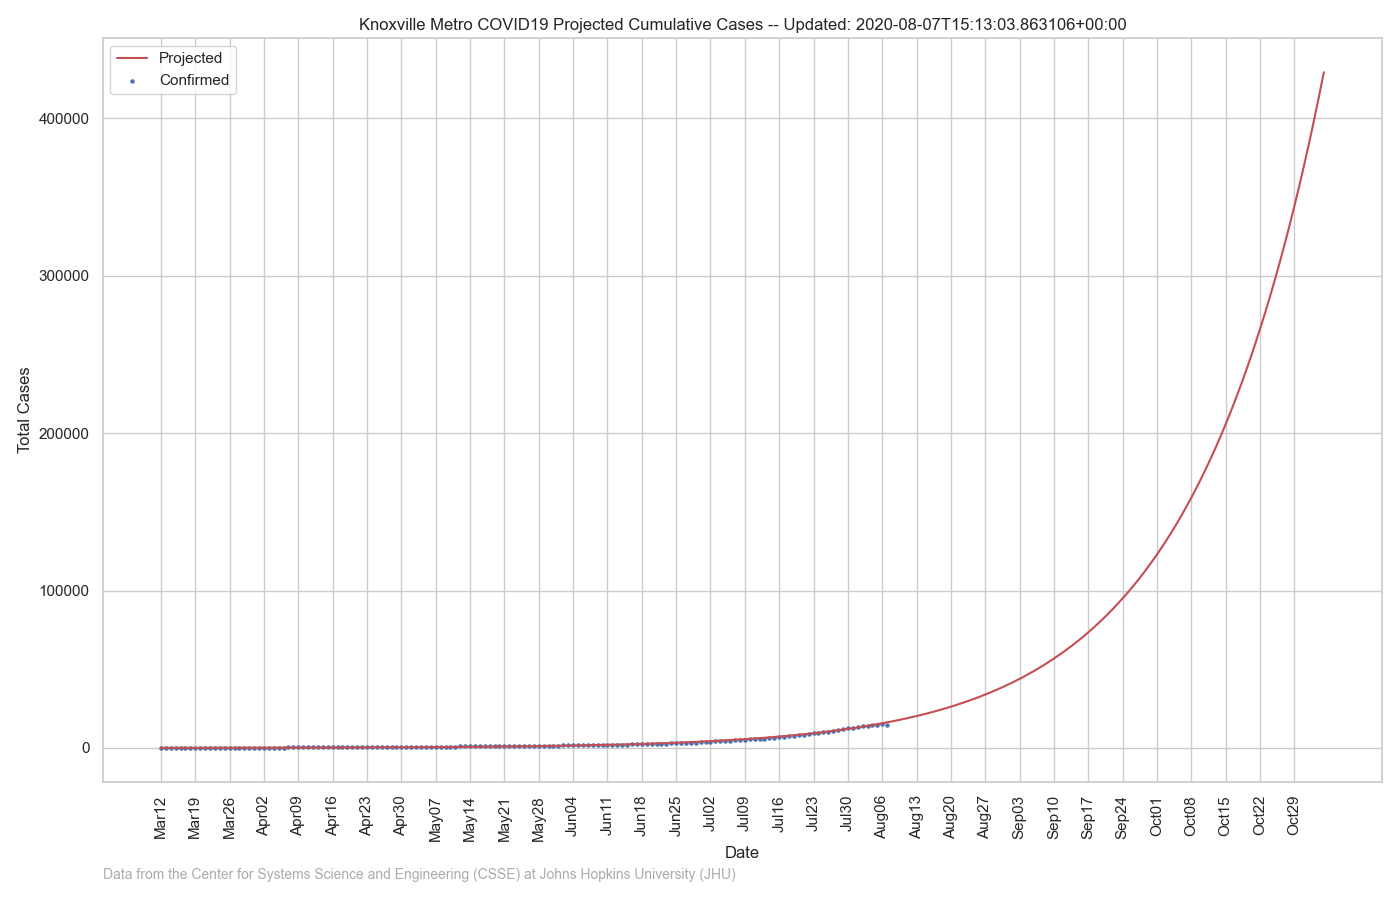 Knoxville Metro COVID19 Projected Cumulative Cases -- Updated: 2020-08-07T15:13:03.863106+00:00
Projected
Confirmed
400000
300000
200000
100000
0
Total Cases
Mar12
Mar19
Mar26
Apr02
Apr09
Apr16
Apr23
Apr30
May07
May14
May21
May28
Jun04
Jun11
Jun18
Jun25
Jul02
Jul09
Jul16
Jul23
Jul30
Aug06
Aug13
Aug20
Aug27
Sep03
Sep10
Sep17
Sep24
Oct01
Oct08
Oct15
Oct22
Oct29
Date
Data from the Center for Systems Science and Engineering (CSSE) at Johns Hopkins University (JHU)